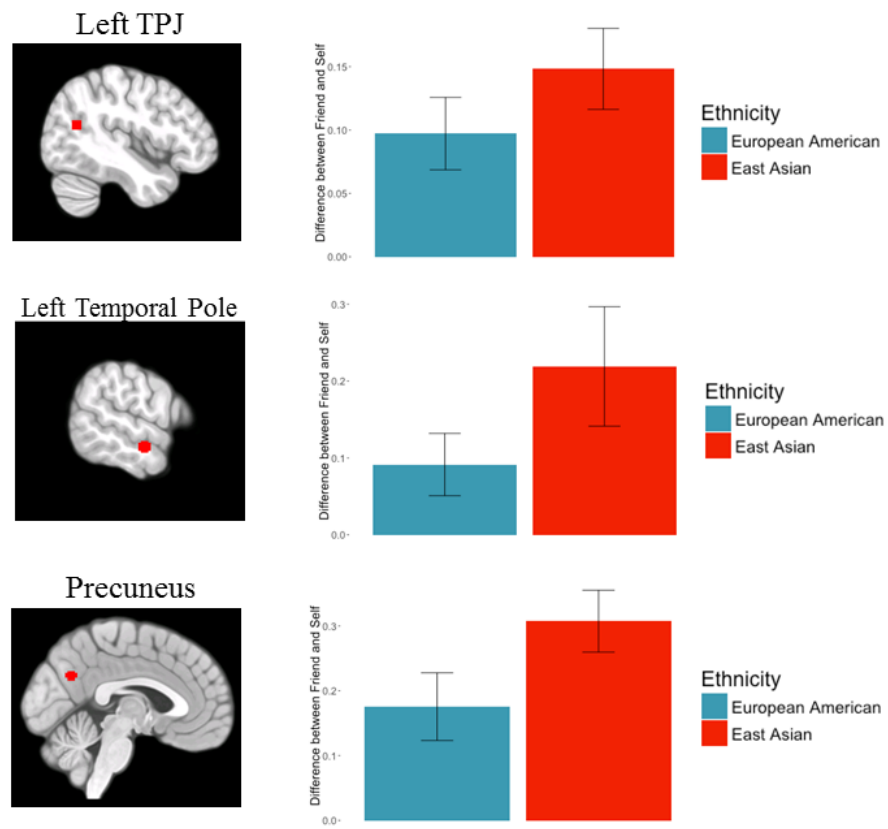 Left TPJ
Difference between Friend and Self
0.15-
0.10-
0.05-
0.00-
Ethnicity
European American
East Asian
Left Temporal Pole
Difference between Friend and Self
0.3-
0.2-
0.1-
0.0-
Ethnicity
European American
East Asian
Precuneus
Difference between Friend and Self
0.3-
0.2-
0.1-
0.0-
Ethnicity
European American
East Asian